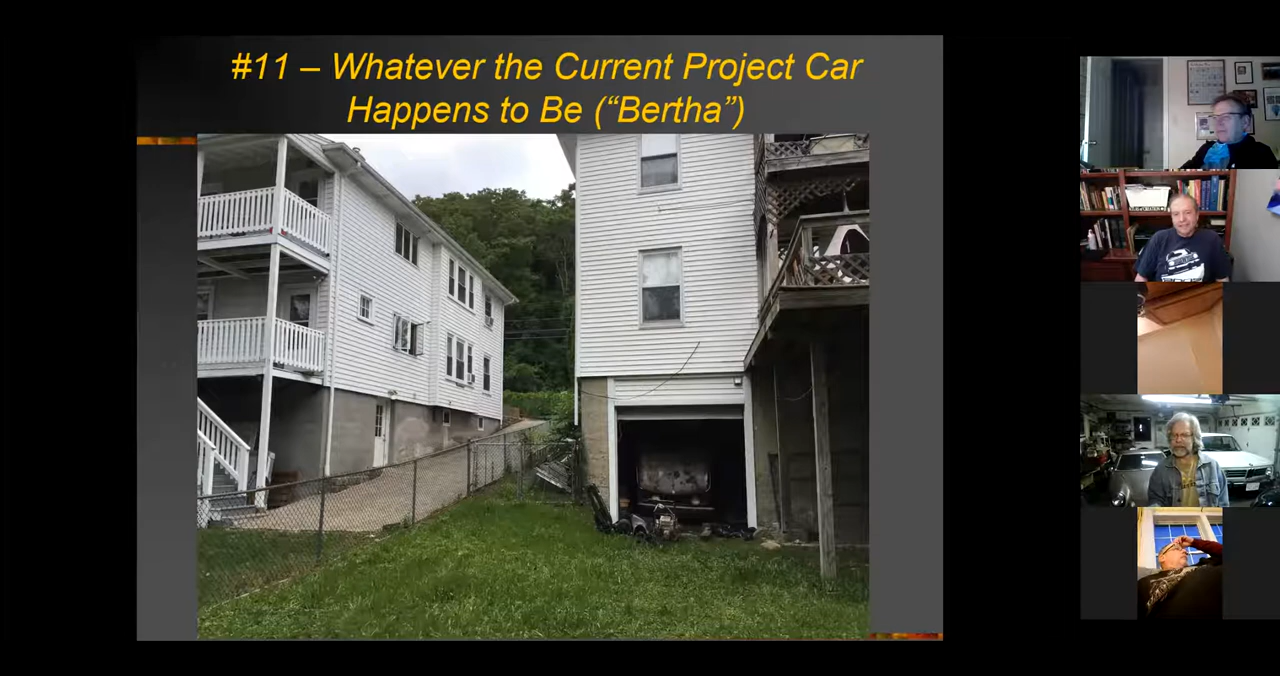 #11 – Whatever the Current Project Car
Happens to Be (“Bertha”)